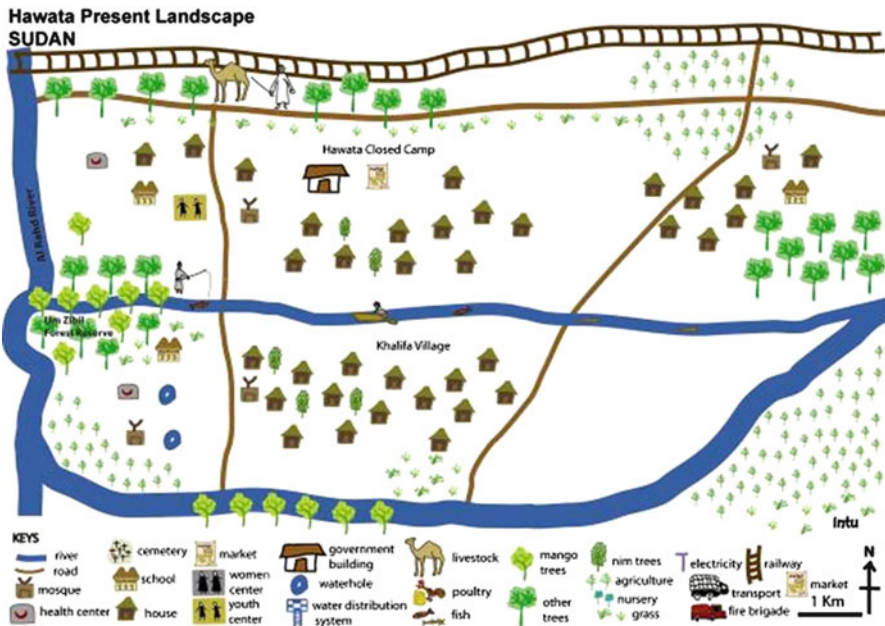 Hawata Present Landscape
SUDAN
Hawata Closed Camp
Al Rahd River
Um Zibil
Forest Reserve
Khalifa Village
Intu
KEYS
river
road
mosque
health center
cemetery
school
house
market
women
center
youth
center
government
building
waterhole
water distribution
system
livestock
poultry
fish
mango
trees
other
trees
nim trees
agriculture
nursery
grass
electricity
railway
transport
market
fire brigade
N
1 Km